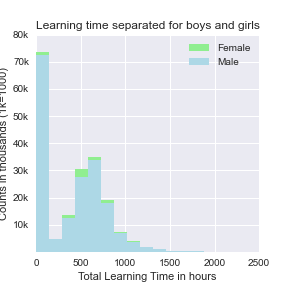 Learning time separated for boys and girls
Female
Male
80k
70k
60k
50k
40k
30k
20k
10k
Counts in thousands (1k=1000)
0 500 1000 1500 2000 2500
Total Learning Time in hours